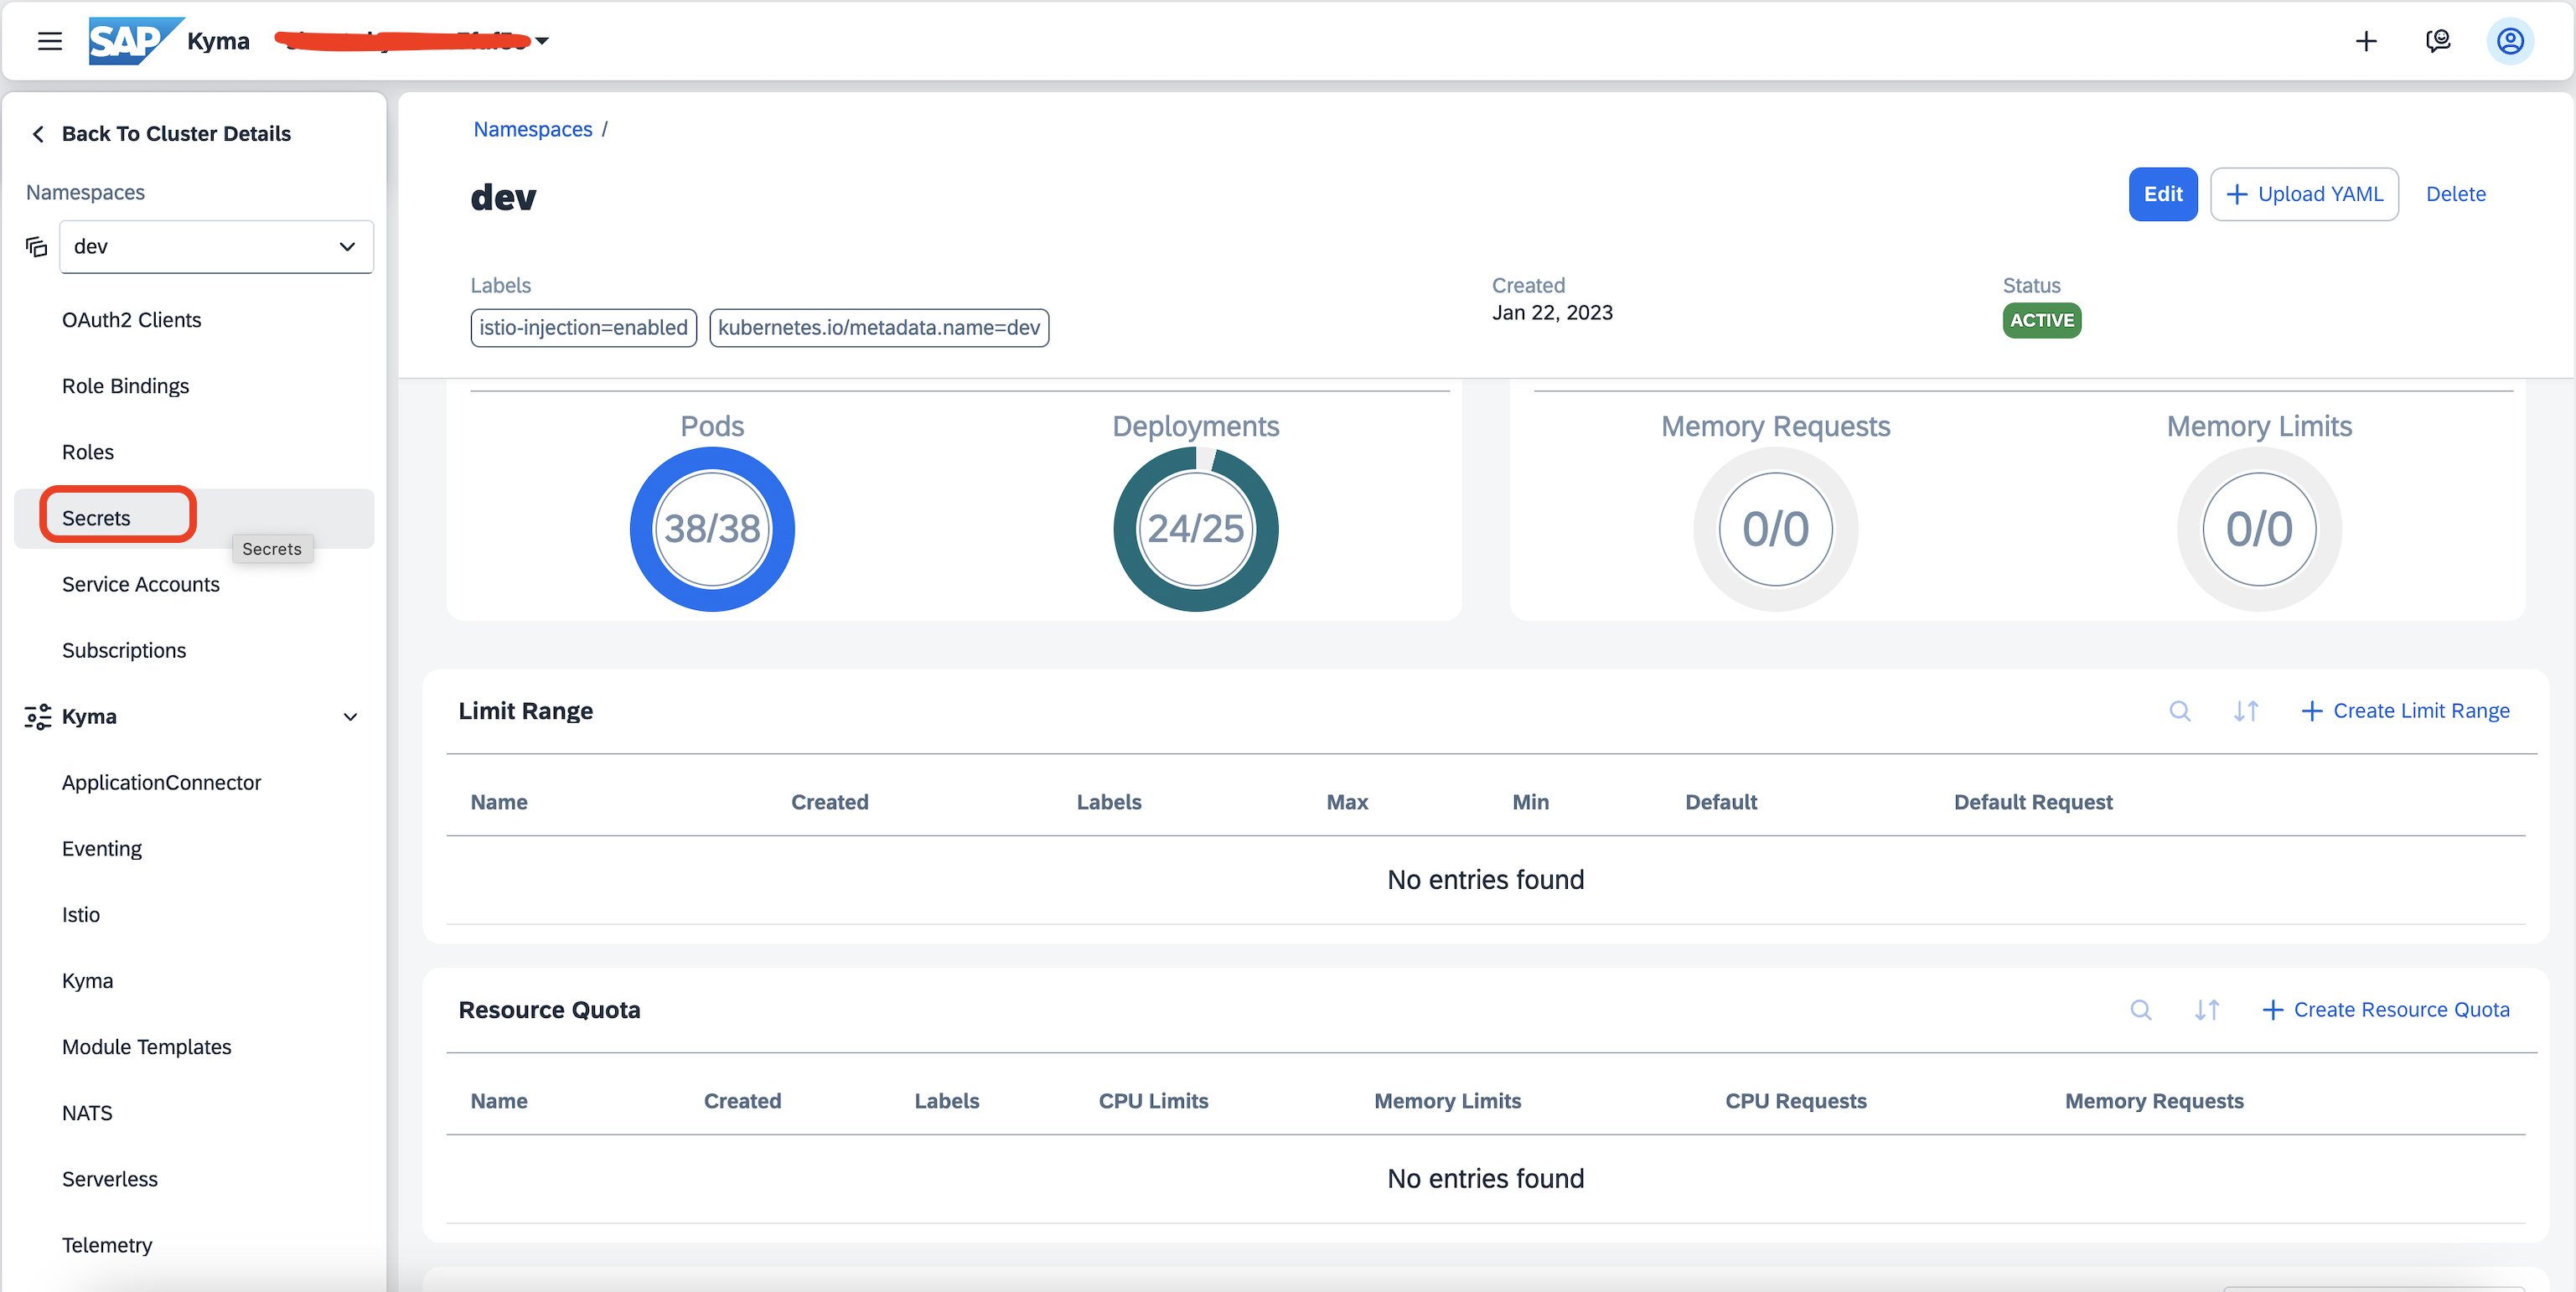 SAP Kyma
Back To Cluster Details
Namespaces
dev
OAuth2 Clients
Role Bindings
Roles
Secrets
Secrets
Service Accounts
Subscriptions
Kyma
ApplicationConnector
Eventing
Istio
Kyma
Module Templates
NATS
Serverless
Telemetry
Namespaces /
dev
Edit
Upload YAML
Delete
Labels
istio-injection=enabled kubernetes.io/metadata.name=dev
Created
Jan 22, 2023
Status
ACTIVE
Pods
38/38
Deployments
24/25
Memory Requests
0/0
Memory Limits
0/0
Limit Range
Create Limit Range
Name Created Labels Max Min Default Default Request
No entries found
Resource Quota
Create Resource Quota
Name Created Labels CPU Limits Memory Limits CPU Requests Memory Requests
No entries found